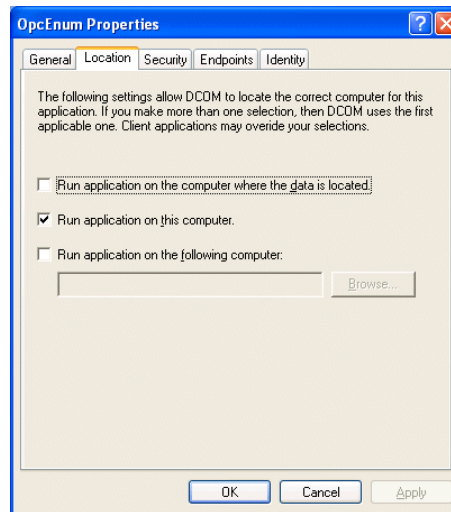 OpcEnum Properties
General Location Security Endpoints Identity
The following settings allow DCOM to locate the correct computer for this
application. If you make more than one selection, then DCOM uses the first
applicable one. Client applications may overide your selections.
Run application on the computer where the data is located.
Run application on this computer.
Run application on the following computer:
Browse...
OK Cancel Apply